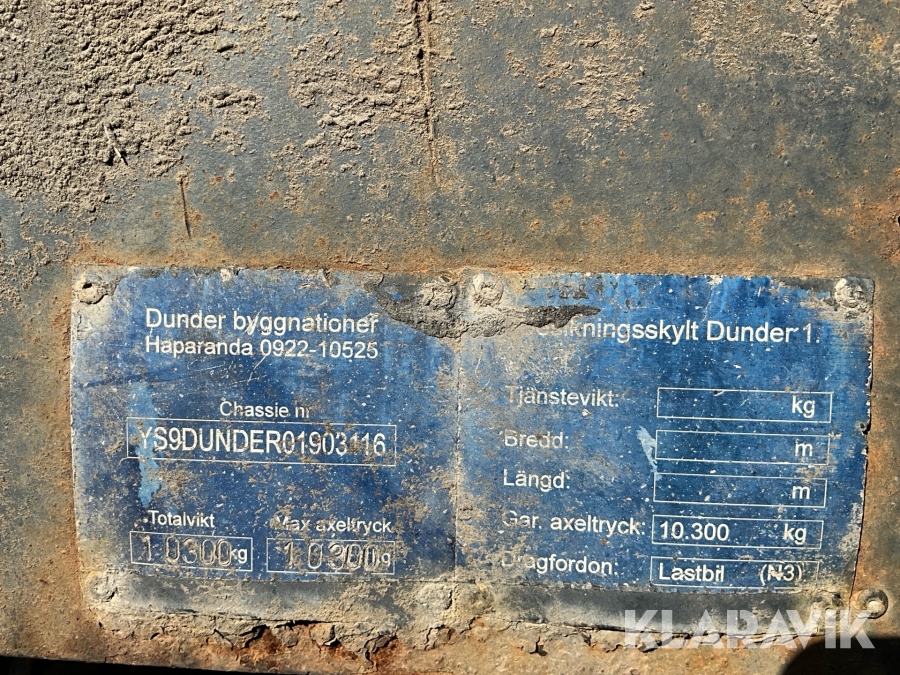 Dunder byggnationer
Haparanda 0922-10525
Chassie nr
YS9DUNDER01903116
Totalvikt Max axeltryck
10300kg 10300kg
Dunder 1.
Tjänstevikt: kg
Bredd: m
Längd: m
Gar. axeltryck: 10.300 kg
Dragfordon: Lastbil (N3)
KLARAVIK